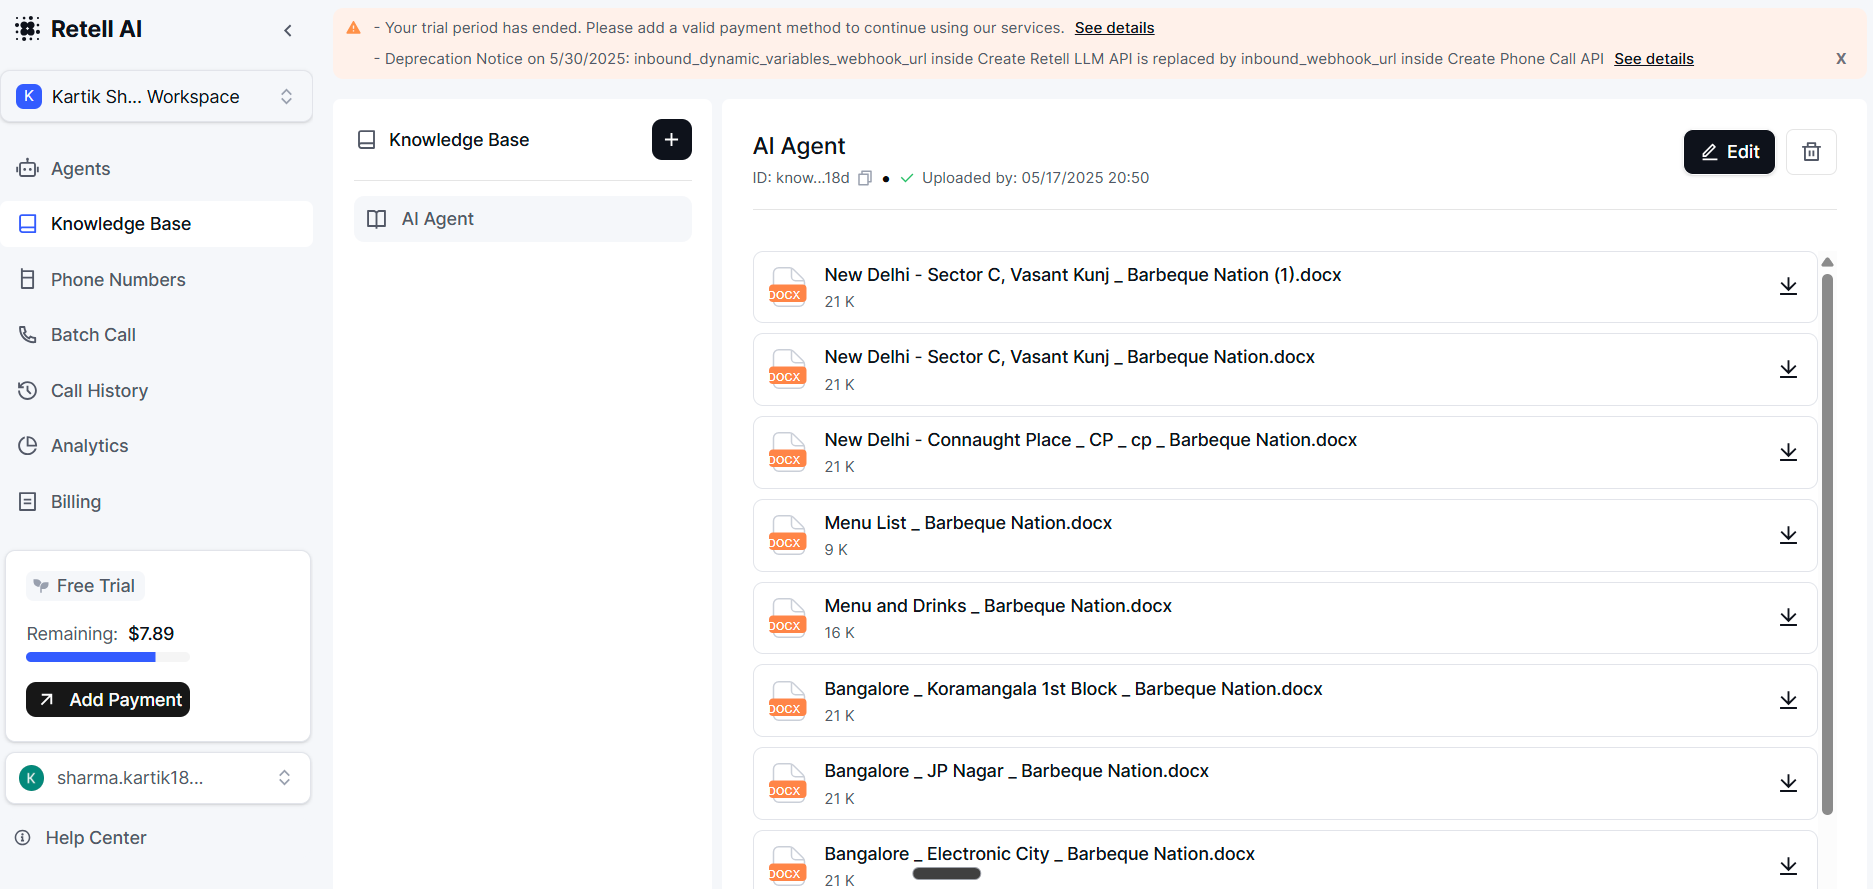 Retell AI
K Kartik Sh... Workspace
Agents
Knowledge Base
Phone Numbers
Batch Call
Call History
Analytics
Billing
Free Trial
Remaining: $7.89
Add Payment
K sharma.kartik18...
Help Center
- Your trial period has ended. Please add a valid payment method to continue using our services. See details
- Deprecation Notice on 5/30/2025: inbound_dynamic_variables_webhook_url inside Create Retell LLM API is replaced by inbound_webhook_url inside Create Phone Call API See details X
Knowledge Base
AI Agent
AI Agent
ID: know...18d Uploaded by: 05/17/2025 20:50
Edit
DOCX New Delhi - Sector C, Vasant Kunj _ Barbeque Nation (1).docx
21 K
DOCX New Delhi - Sector C, Vasant Kunj _ Barbeque Nation.docx
21 K
DOCX New Delhi - Connaught Place _ CP _ cp _ Barbeque Nation.docx
21 K
DOCX Menu List _ Barbeque Nation.docx
9 K
DOCX Menu and Drinks _ Barbeque Nation.docx
16 K
DOCX Bangalore _ Koramangala 1st Block _ Barbeque Nation.docx
21 K
DOCX Bangalore _ JP Nagar _ Barbeque Nation.docx
21 K
DOCX Bangalore _ Electronic City _ Barbeque Nation.docx
21 K